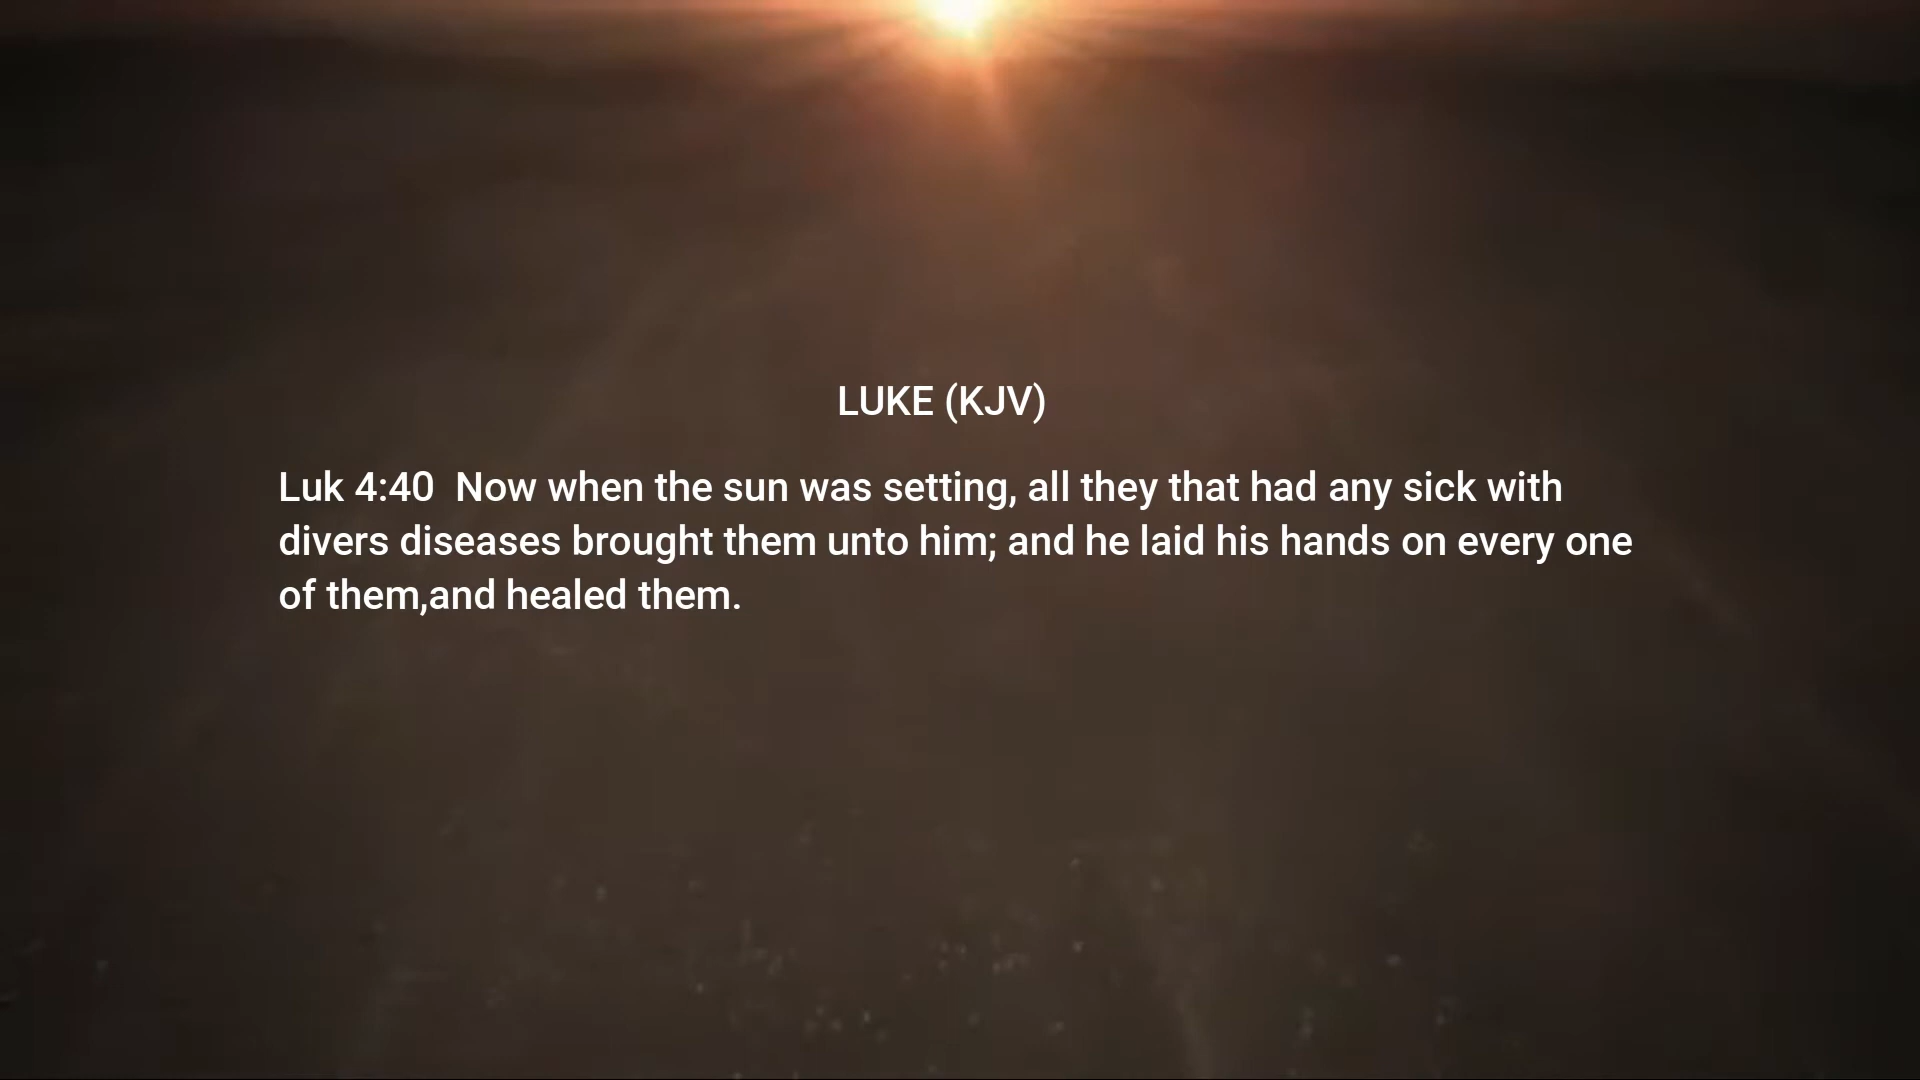 LUKE (KJV)
Luk 4:40  Now when the sun was setting, all they that had any sick with
divers diseases brought them unto him; and he laid his hands on every one
of them,and healed them.